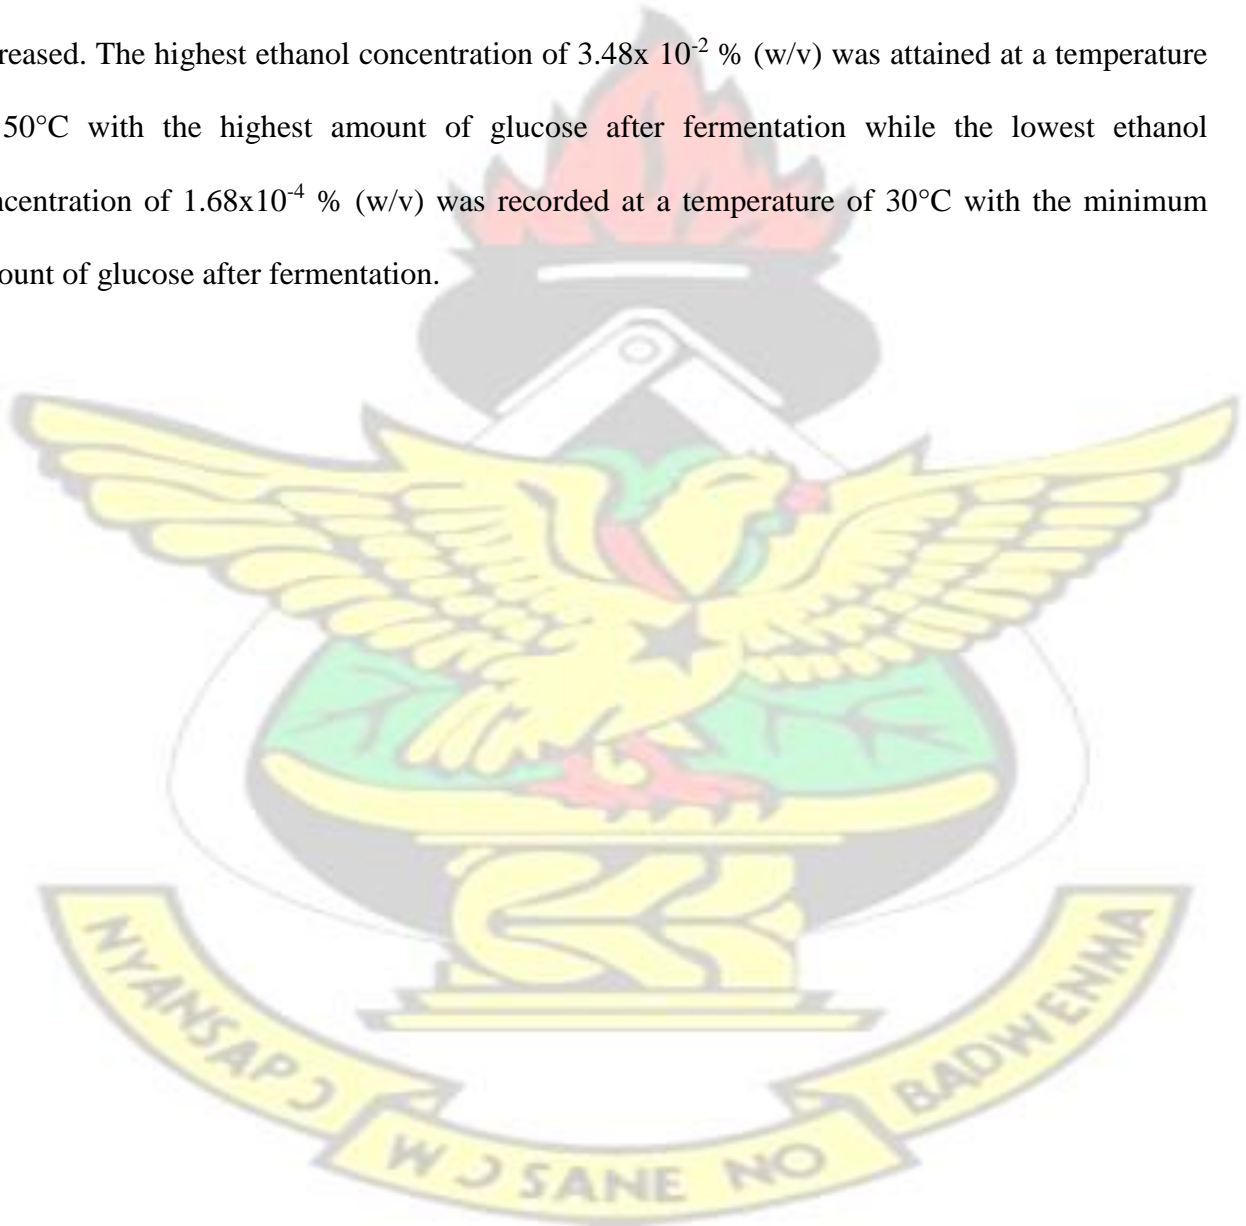 reased. The highest ethanol concentration of 3.48x 10-2 % (w/v) was attained at a temperature
50°C with the highest amount of glucose after fermentation while the lowest ethanol
ncentration of 1.68x10-4 % (w/v) was recorded at a temperature of 30°C with the minimum
ount of glucose after fermentation.
NYANSAPƆ
WƆSANE NO
BADWENMA